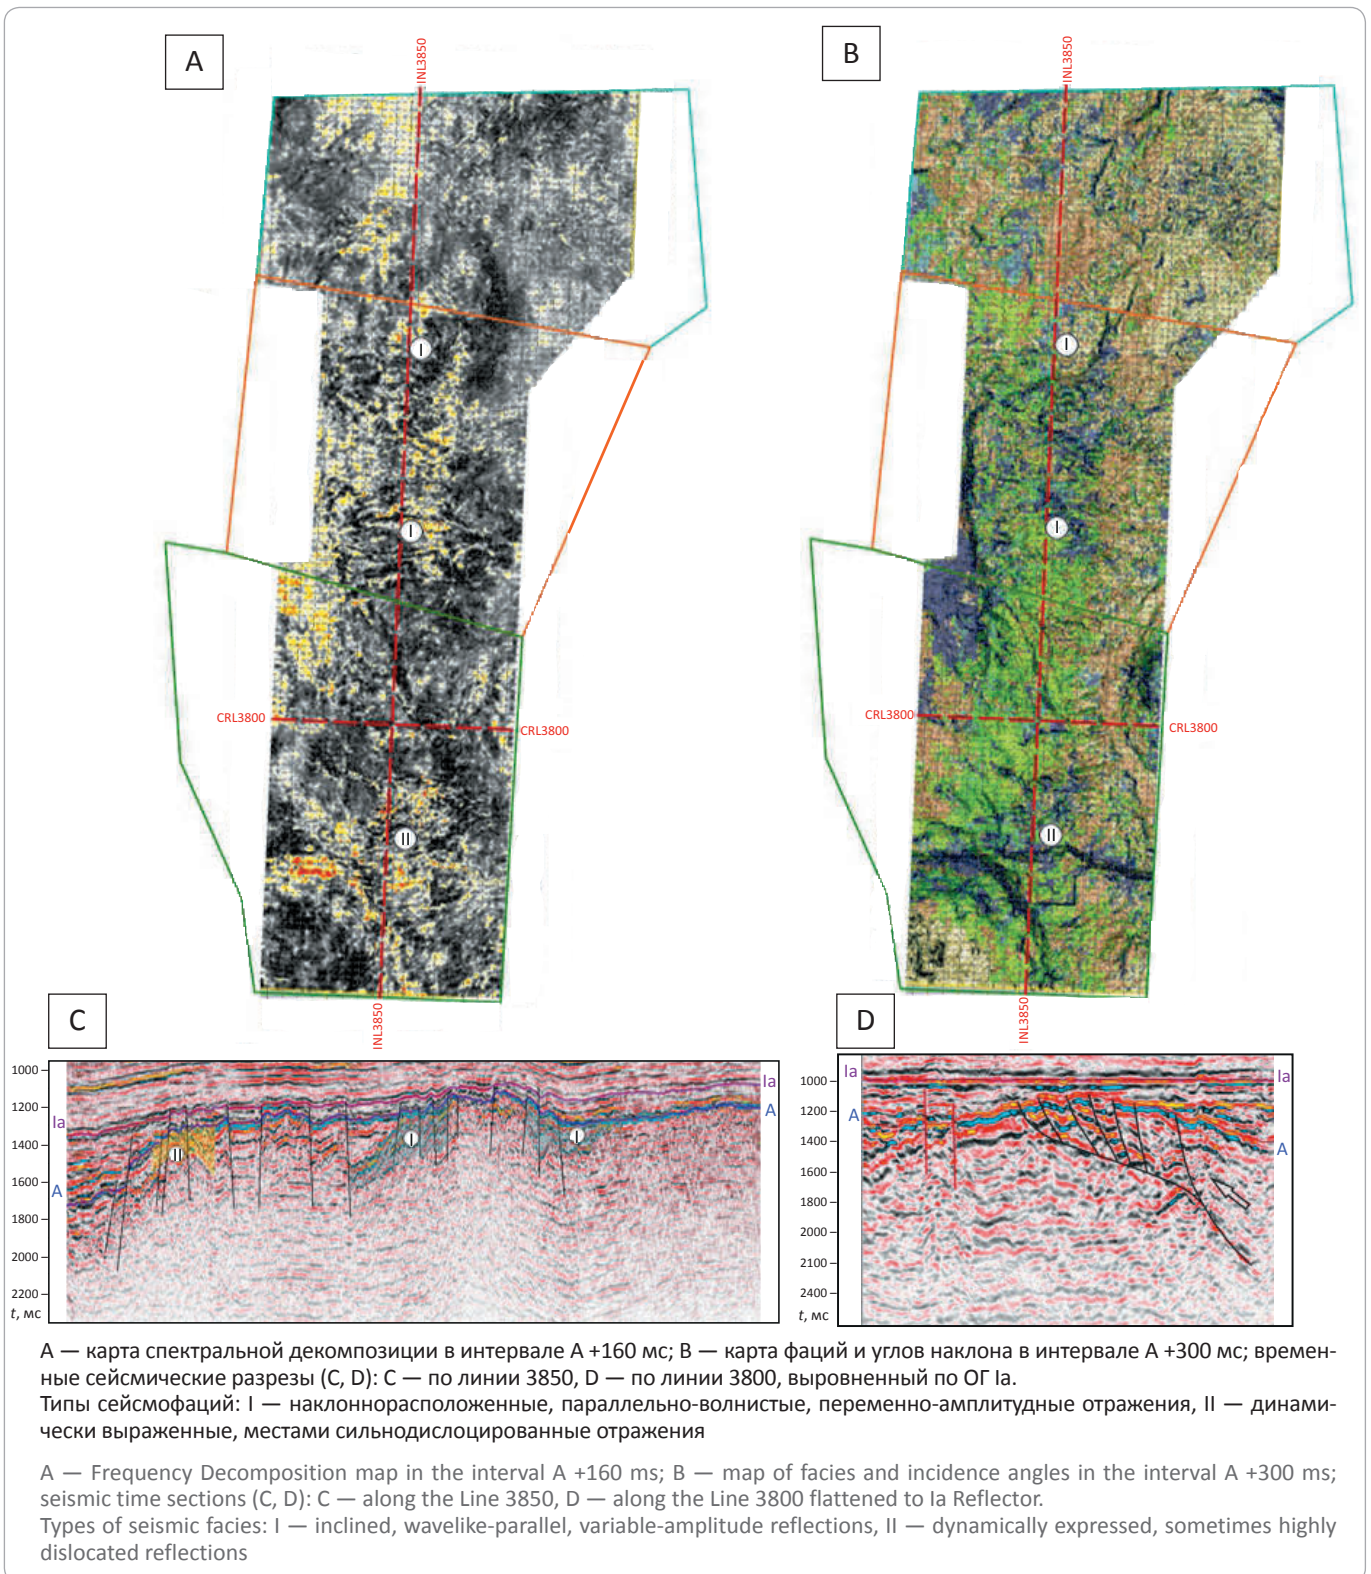 A
B
INL3850
INL3850
I
I
I
I
CRL3800
CRL3800
CRL3800
CRL3800
II
II
INL3850
INL3850
C
D
1000
1200
1400
1600
1800
2000
2200
t, мс
Ia
A
Ia
A
II
I
I
1000
1200
1400
1600
1800
2000
2100
2400
t, мс
Ia
A
Ia
A
А — карта спектральной декомпозиции в интервале А +160 мс; В — карта фаций и углов наклона в интервале А +300 мс; времен-
ные сейсмические разрезы (C, D): C — по линии 3850, D — по линии 3800, выровненный по ОГ Ia.
Типы сейсмофаций: I — наклоннорасположенные, параллельно-волнистые, переменно-амплитудные отражения, II — динами-
чески выраженные, местами сильнодислоцированные отражения
A — Frequency Decomposition map in the interval A +160 ms; B — map of facies and incidence angles in the interval A +300 ms;
seismic time sections (C, D): C — along the Line 3850, D — along the Line 3800 flattened to Ia Reflector.
Types of seismic facies: I — inclined, wavelike-parallel, variable-amplitude reflections, II — dynamically expressed, sometimes highly
dislocated reflections